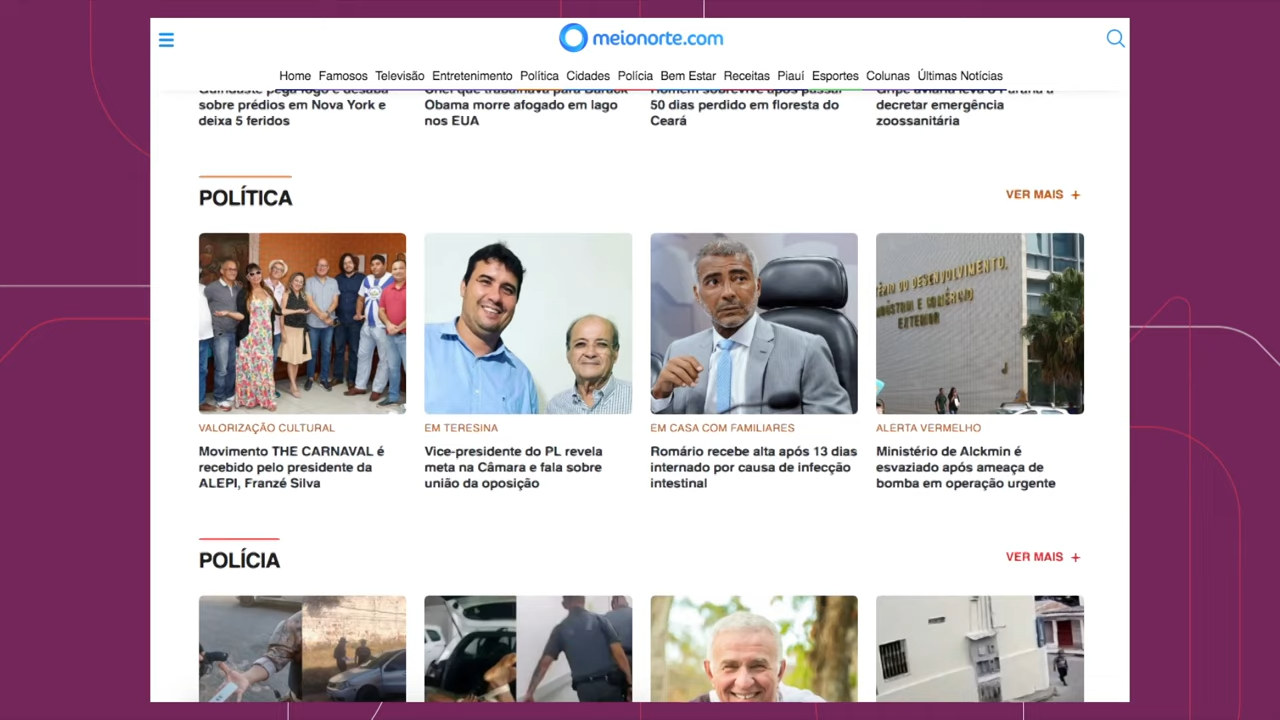 meionorte.com
Home Famosos Televisão Entretenimento Política Cidades Polícia Bem Estar Receitas Piauí Esportes Colunas Últimas Notícias
sobre prédios em Nova York e
deixa 5 feridos
Obama morre afogado em lago
nos EUA
50 dias perdido em floresta do
Ceará
decretar emergência
zoossanitária
POLÍTICA
VER MAIS +
DESENVOLVIMENTO,
EXTERIOR
VALORIZAÇÃO CULTURAL
Movimento THE CARNAVAL é
recebido pelo presidente da
ALEPI, Franzé Silva
EM TERESINA
Vice-presidente do PL revela
meta na Câmara e fala sobre
união da oposição
EM CASA COM FAMILIARES
Romário recebe alta após 13 dias
internado por causa de infecção
intestinal
ALERTA VERMELHO
Ministério de Alckmin é
esvaziado após ameaça de
bomba em operação urgente
POLÍCIA
VER MAIS +